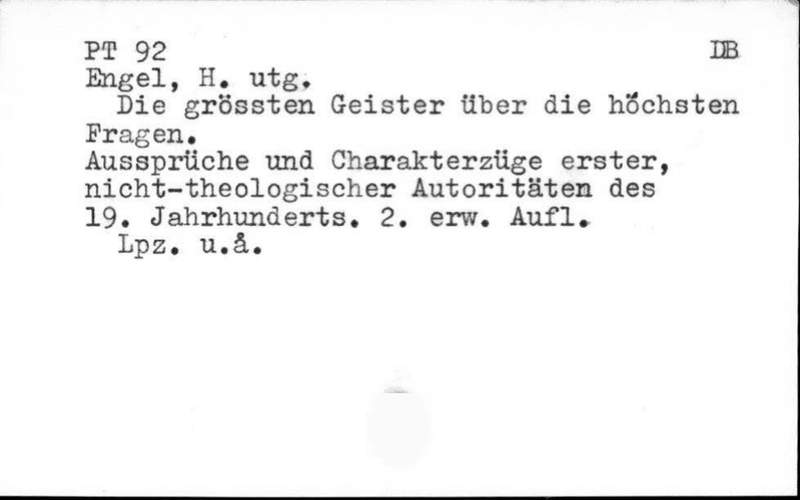 PT 92 DB
Engel, H. utg.
Die grössten Geister über die höchsten
Fragen.
Aussprüche und Charakterzüge erster,
nicht-theologischer Autoritäten des
19. Jahrhunderts. 2. erw. Aufl.
Lpz. u.å.